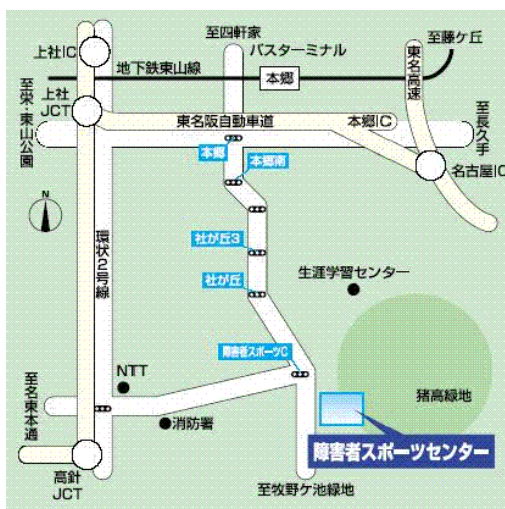 至四軒家
上社IC
バスターミナル
至藤ケ丘
地下鉄東山線
本郷
東名高速
至栄・東山公園
上社
JCT
東名阪自動車道
本郷IC
至長久手
本郷
本郷南
名古屋IC
N
環状2号線
社が丘3
生涯学習センター
社が丘
障害者スポーツC
NTT
猪高緑地
至名東本通
消防署
障害者スポーツセンター
高針
JCT
至牧野ケ池緑地